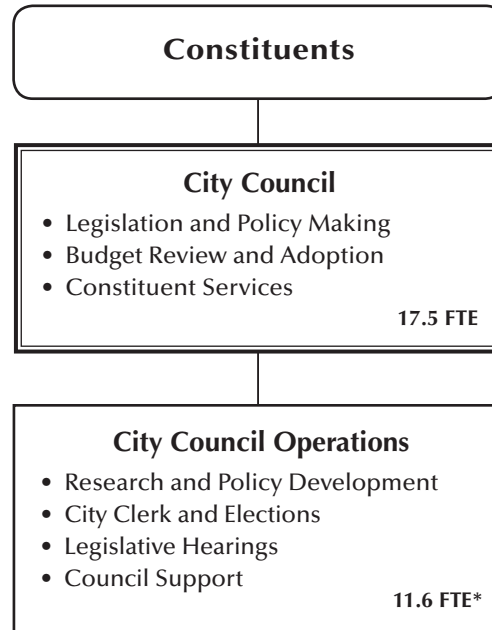 Constituents
City Council
• Legislation and Policy Making
• Budget Review and Adoption
• Constituent Services
17.5 FTE
City Council Operations
• Research and Policy Development
• City Clerk and Elections
• Legislative Hearings
• Council Support
11.6 FTE*